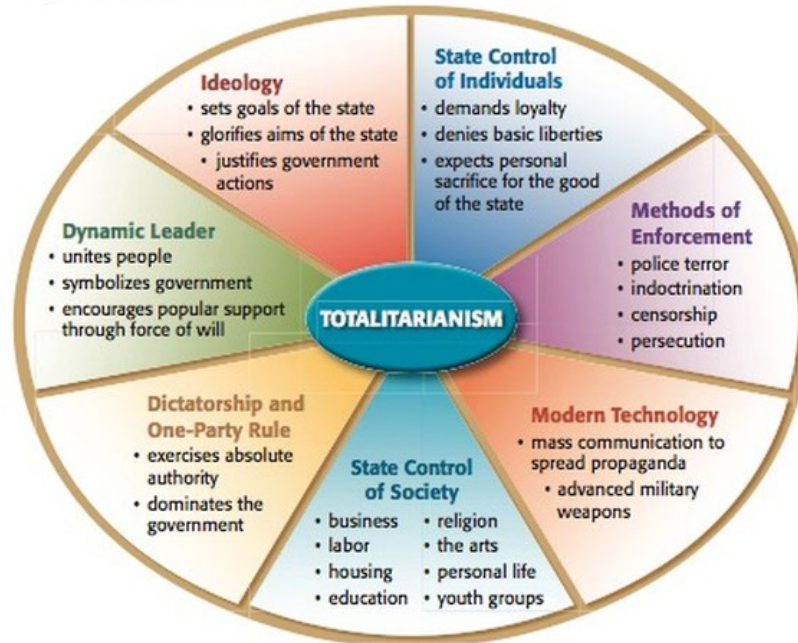 Ideology
• sets goals of the state
• glorifies aims of the state
• justifies government
actions
State Control
of Individuals
• demands loyalty
• denies basic liberties
• expects personal
sacrifice for the good
of the state
Methods of
Enforcement
• police terror
• indoctrination
• censorship
• persecution
Modern Technology
• mass communication to
spread propaganda
• advanced military
weapons
State Control
of Society
• business
• labor
• housing
• education
• religion
• the arts
• personal life
• youth groups
Dictatorship and
One-Party Rule
• exercises absolute
authority
• dominates the
government
Dynamic Leader
• unites people
• symbolizes government
• encourages popular support
through force of will
TOTALITARIANISM